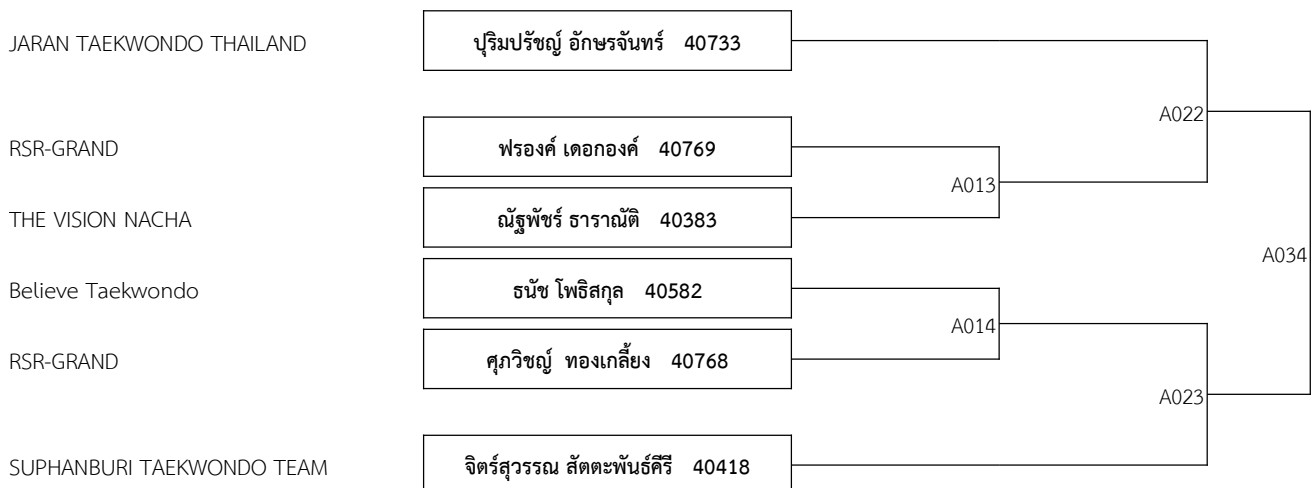 JARAN TAEKWONDO THAILAND ปุริมปรัชญ์ อักษรจันทร์ 40733
A022
RSR-GRAND ฟรองค์ เดอกองค์ 40769
A013
THE VISION NACHA ณัฐพัชร์ ธาราณัติ 40383
A034
Believe Taekwondo ธนัช โพธิสกุล 40582
A014
RSR-GRAND ศุภวิชญ์ ทองเกลี้ยง 40768
A023
SUPHANBURI TAEKWONDO TEAM จิตร์สุวรรณ สัตตะพันธ์คีรี 40418